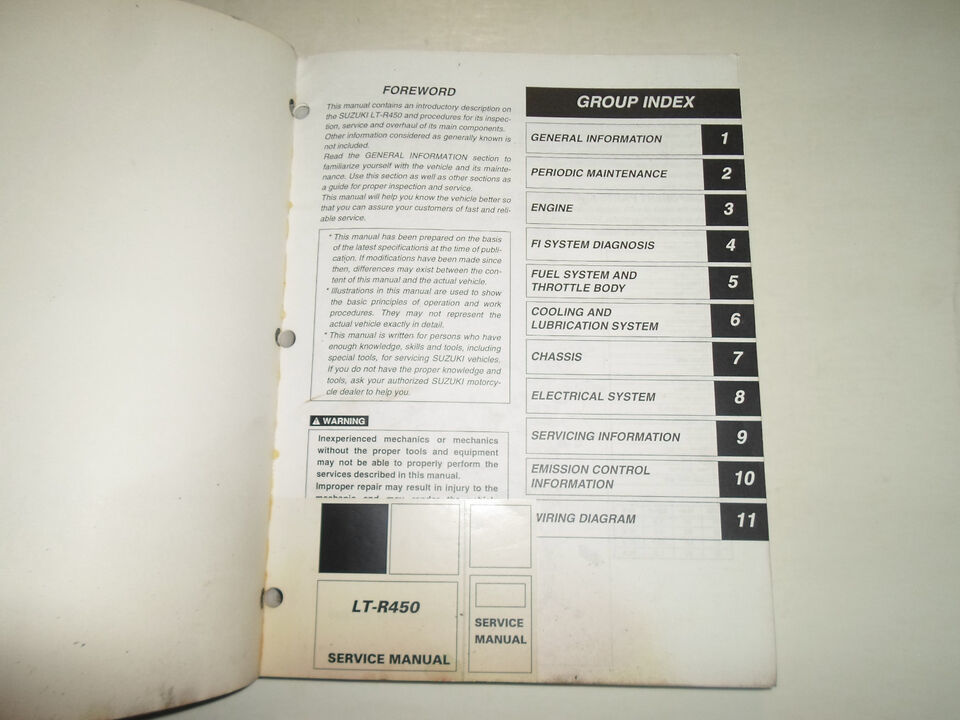 FOREWORD
This manual contains an introductory description on
the SUZUKI LT-R450 and procedures for its inspec-
tion, service and overhaul of its main components.
Other information considered as generally known is
not included.
Read the GENERAL INFORMATION section to
familiarize yourself with the vehicle and its mainte-
nance. Use this section as well as other sections as
a guide for proper inspection and service.
This manual will help you know the vehicle better so
that you can assure your customers of fast and reli-
able service.
* This manual has been prepared on the basis
of the latest specifications at the time of publi-
cation. If modifications have been made since
then, differences may exist between the con-
tent of this manual and the actual vehicle.
* Illustrations in this manual are used to show
the basic principles of operation and work
procedures. They may not represent the
actual vehicle exactly in detail.
* This manual is written for persons who have
enough knowledge, skills and tools, including
special tools, for servicing SUZUKI vehicles.
If you do not have the proper knowledge and
tools, ask your authorized SUZUKI motorcy-
cle dealer to help you.
WARNING
Inexperienced mechanics or mechanics
without the proper tools and equipment
may not be able to properly perform the
services described in this manual.
Improper repair may result in injury to the
mechanic and may render the vehicle
GROUP INDEX
GENERAL INFORMATION 1
PERIODIC MAINTENANCE 2
ENGINE 3
FI SYSTEM DIAGNOSIS 4
FUEL SYSTEM AND
THROTTLE BODY 5
COOLING AND
LUBRICATION SYSTEM 6
CHASSIS 7
ELECTRICAL SYSTEM 8
SERVICING INFORMATION 9
EMISSION CONTROL
INFORMATION 10
WIRING DIAGRAM 11
LT-R450
SERVICE MANUAL
SERVICE
MANUAL